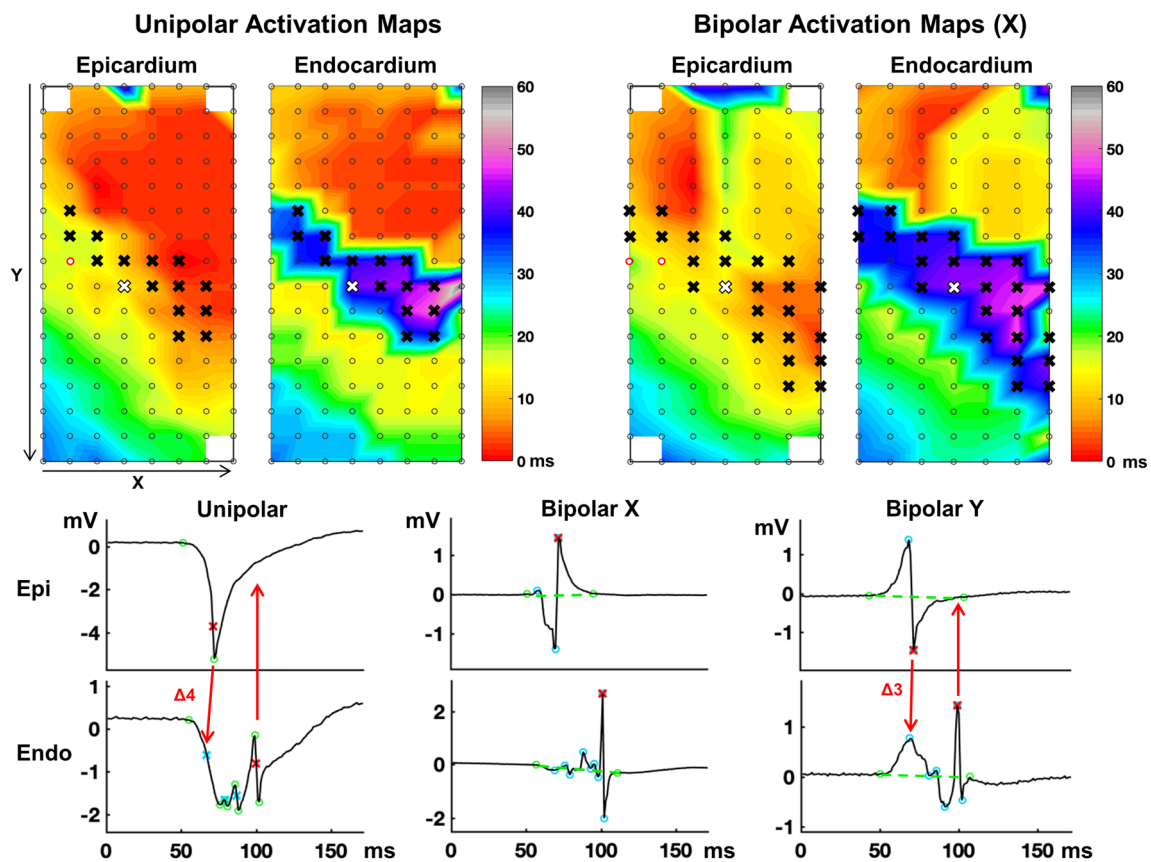 Unipolar Activation Maps
Bipolar Activation Maps (X)
Epicardium Endocardium
Epicardium Endocardium
60
50
40
30
20
10
0 ms
60
50
40
30
20
10
0 ms
Y
X
mV Unipolar
0
-2
-4
Epi
Bipolar X
mV
1
0
-1
mV Bipolar Y
1
0
-1
Δ4
Δ3
Endo
1
0
-1
-2
0 50 100 150 ms
2
0
-2
0 50 100 150 ms
1
0
-1
0 50 100 150 ms